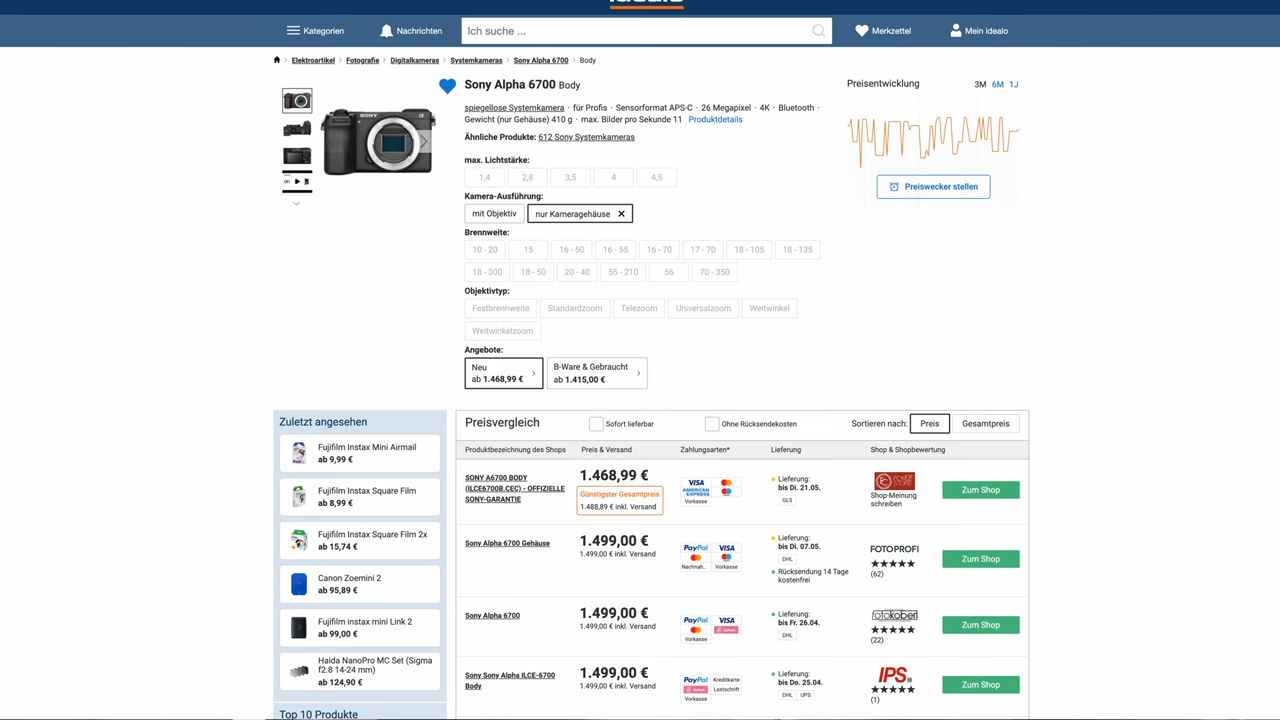 idealo
Kategorien
Nachrichten
Ich suche ...
Merkzettel
Mein idealo
Elektroartikel
Fotografie
Digitalkameras
Systemkameras
Sony Alpha 6700
Body
Sony Alpha 6700 Body
spiegellose Systemkamera · für Profis · Sensorformat APS-C · 26 Megapixel · 4K · Bluetooth ·
Gewicht (nur Gehäuse) 410 g · max. Bilder pro Sekunde 11 Produktdetails
Ähnliche Produkte: 612 Sony Systemkameras
Preisentwicklung
3M 6M 1J
Preiswecker stellen
SONY
max. Lichtstärke:
1,4 2,8 3,5 4 4,5
Kamera-Ausführung:
mit Objektiv
nur Kameragehäuse
Brennweite:
10 - 20 15 16 - 50 16 - 55 16 - 70 17 - 70 18 - 105 18 - 135
18 - 300 18 - 50 20 - 40 55 - 210 56 70 - 350
Objektivtyp:
Festbrennweite Standardzoom Telezoom Universalzoom Weitwinkel
Weitwinkelzoom
Angebote:
Neu
ab 1.468,99 €
B-Ware & Gebraucht
ab 1.415,00 €
Zuletzt angesehen
Fujifilm Instax Mini Airmail
ab 9,99 €
Fujifilm Instax Square Film
ab 8,99 €
Fujifilm Instax Square Film 2x
ab 15,74 €
Canon Zoemini 2
ab 95,89 €
Fujifilm instax mini Link 2
ab 99,00 €
Haida NanoPro MC Set (Sigma
f2.8 14-24 mm)
ab 124,90 €
Top 10 Produkte
Preisvergleich
Sofort lieferbar
Ohne Rücksendekosten
Sortieren nach:
Preis
Gesamtpreis
Produktbezeichnung des Shops
Preis & Versand
Zahlungsarten*
Lieferung
Shop & Shopbewertung
SONY A6700 BODY
(ILCE6700B.CEC) - OFFIZIELLE
SONY-GARANTIE
1.468,99 €
Günstigster Gesamtpreis
1.488,89 € inkl. Versand
VISA
AMERICAN EXPRESS
Vorkasse
Lieferung:
bis Di. 21.05.
GLS
Shop-Meinung
schreiben
Zum Shop
Sony Alpha 6700 Gehäuse
1.499,00 €
1.499,00 € inkl. Versand
PayPal VISA
Nachnah... Vorkasse
Lieferung:
bis Di. 07.05.
DHL
Rücksendung 14 Tage
kostenfrei
FOTOPROFI
(62)
Zum Shop
Sony Alpha 6700
1.499,00 €
1.499,00 € inkl. Versand
PayPal VISA
Sofort.
Vorkasse
Lieferung:
bis Fr. 26.04.
DHL
fotokoberl
(22)
Zum Shop
Sony Sony Alpha ILCE-6700
Body
1.499,00 €
1.499,00 € inkl. Versand
PayPal Kreditkarte
Sofort. Lastschrift
Vorkasse
Lieferung:
bis Do. 25.04.
DHL UPS
IPS
(1)
Zum Shop